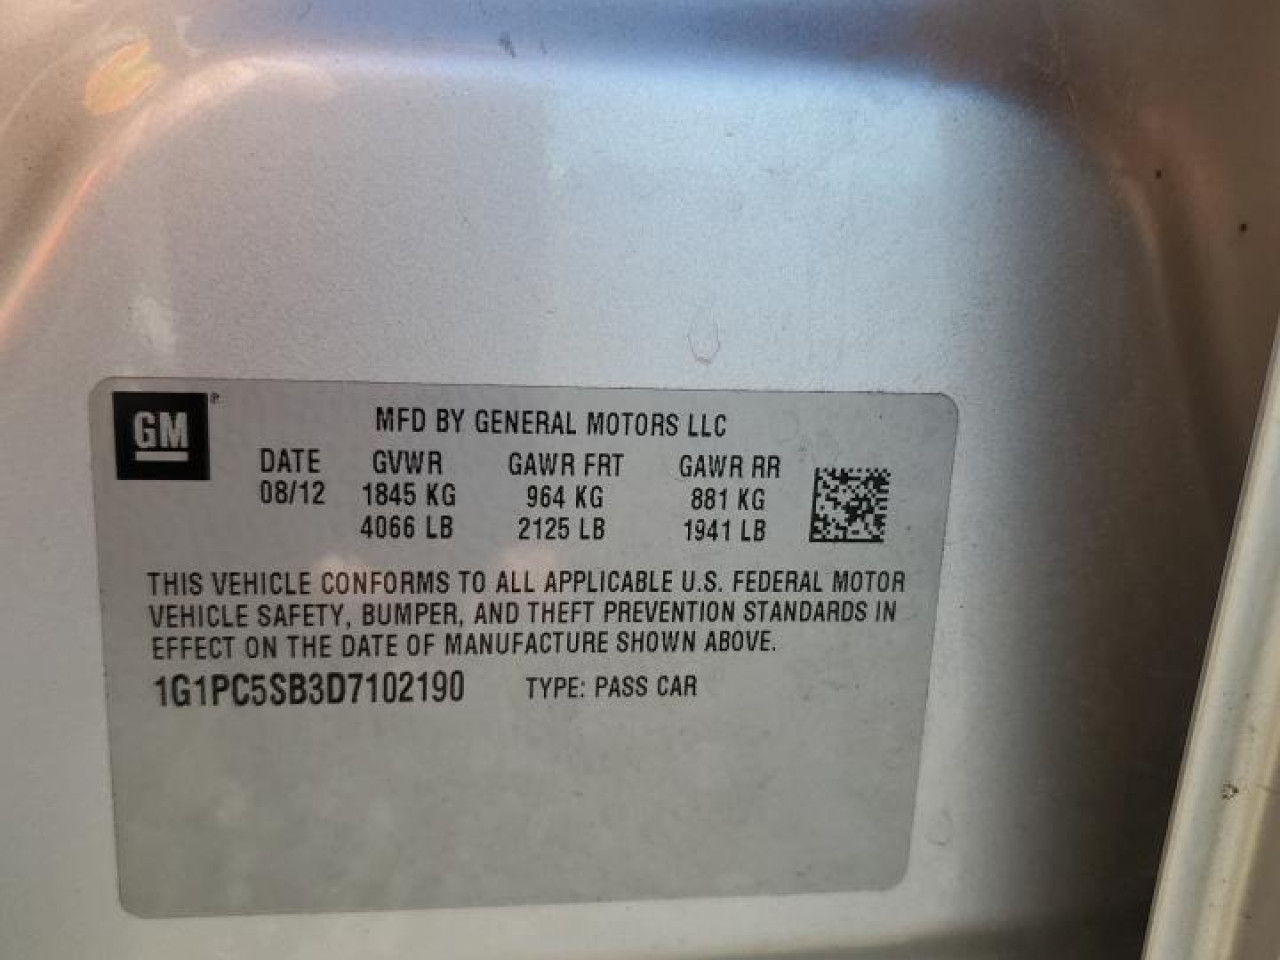 GM
MFD BY GENERAL MOTORS LLC
DATE GVWR GAWR FRT GAWR RR
08/12 1845 KG 964 KG 881 KG
4066 LB 2125 LB 1941 LB
THIS VEHICLE CONFORMS TO ALL APPLICABLE U.S. FEDERAL MOTOR
VEHICLE SAFETY, BUMPER, AND THEFT PREVENTION STANDARDS IN
EFFECT ON THE DATE OF MANUFACTURE SHOWN ABOVE.
1G1PC5SB3D7102190 TYPE: PASS CAR